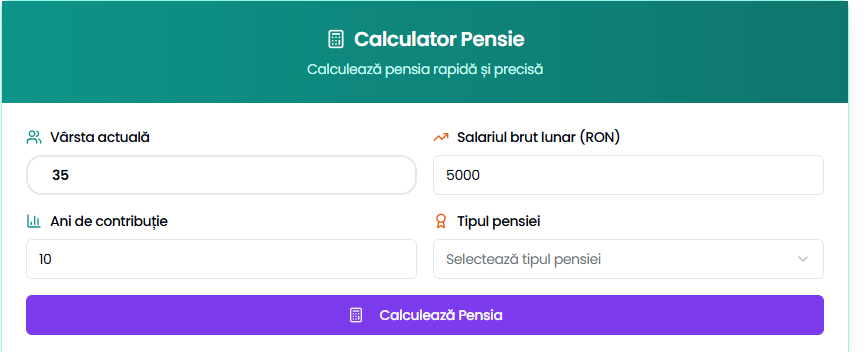 Calculator Pensie
Calculează pensia rapidă și precisă
Vârsta actuală
35
Salariul brut lunar (RON)
5000
Ani de contribuție
10
Tipul pensiei
Selectează tipul pensiei
Calculează Pensia